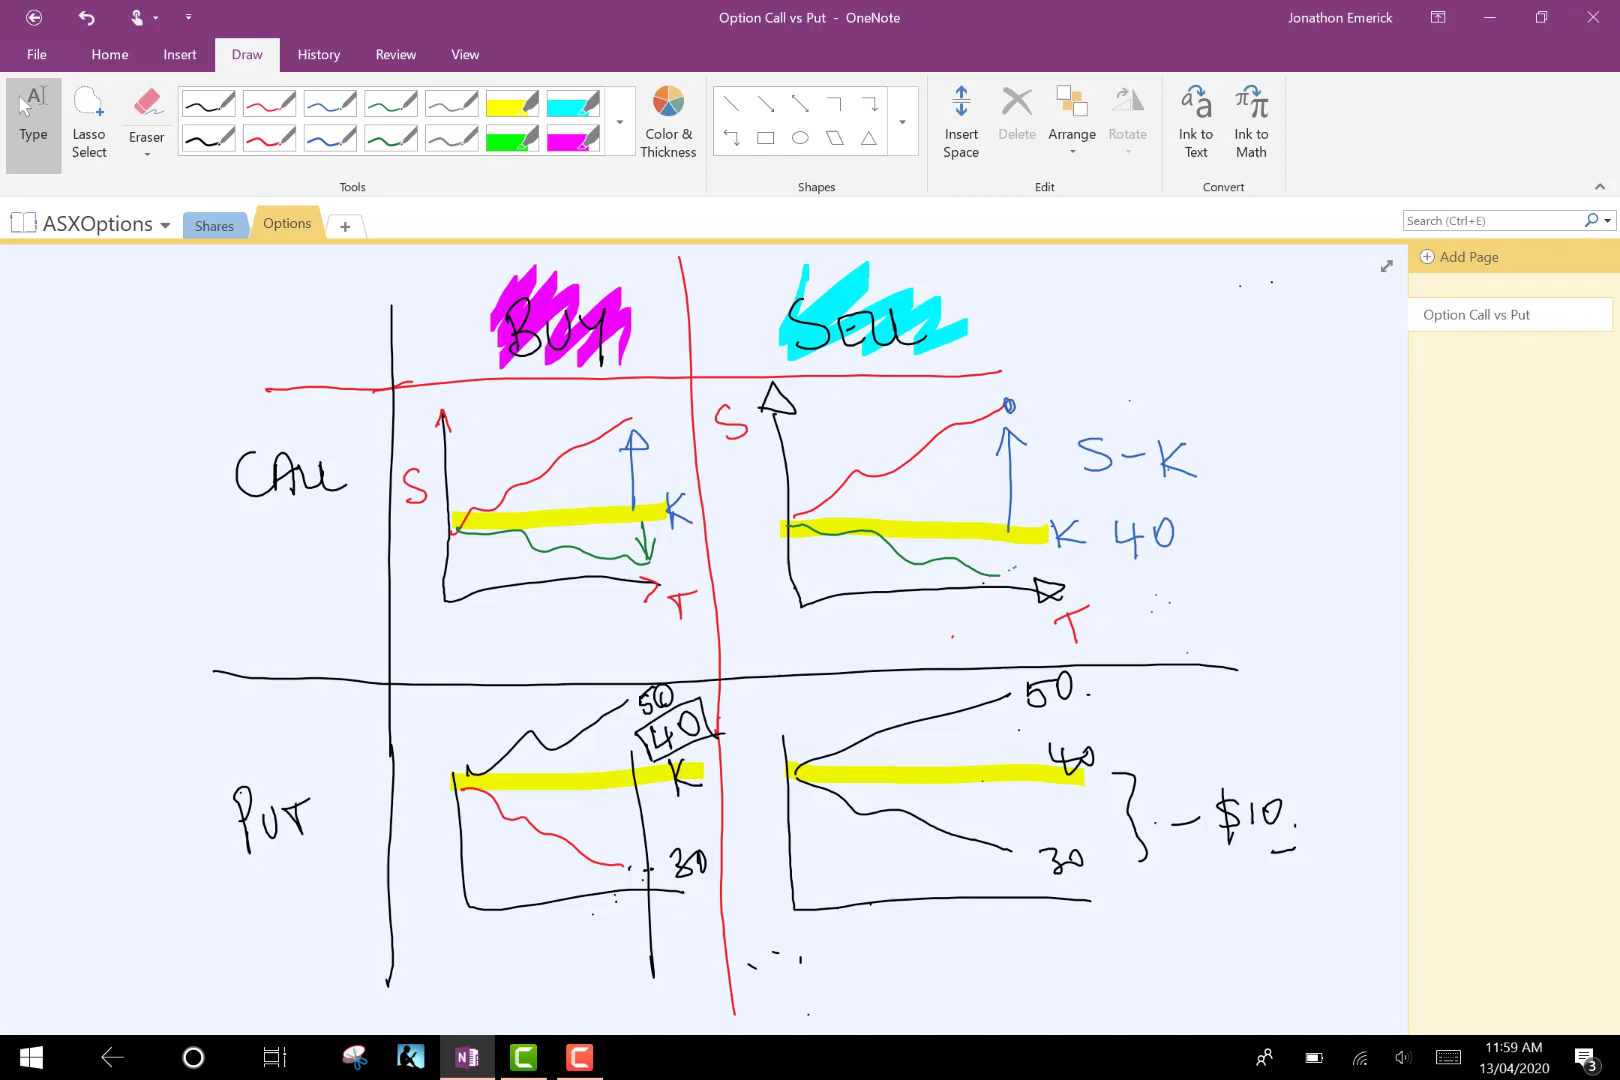 Option Call vs Put - OneNote
Jonathon Emerick
File Home Insert Draw History Review View
Type
Lasso Select
Eraser
Color & Thickness
Insert Space
Delete
Arrange
Rotate
Ink to Text
Ink to Math
Tools
Shapes
Edit
Convert
ASXOptions
Shares
Options
Search (Ctrl+E)
Add Page
Option Call vs Put
BUY
SELL
CALL
S
K
T
S
S-K
K 40
T
PUT
50
40
K
30
50.
40
30
- $10.
11:59 AM
13/04/2020
3